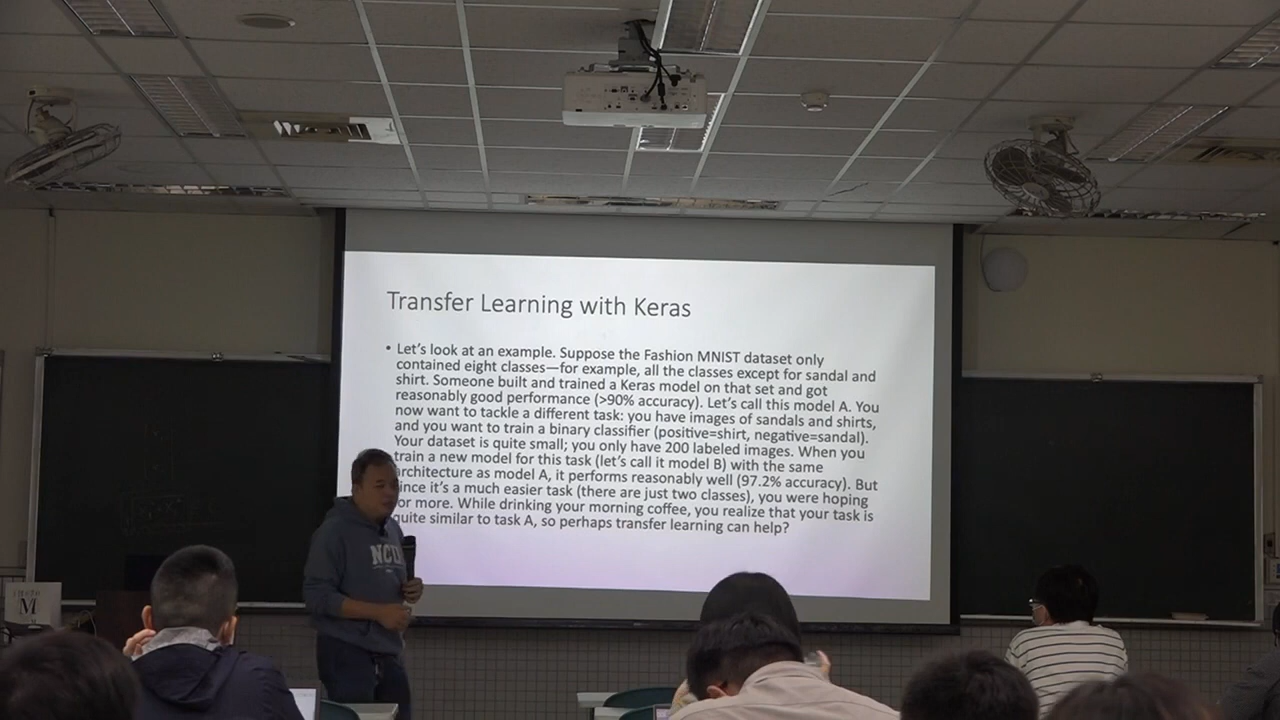 Transfer Learning with Keras
• Let's look at an example. Suppose the Fashion MNIST dataset only
contained eight classes—for example, all the classes except for sandal and
shirt. Someone built and trained a Keras model on that set and got
reasonably good performance (>90% accuracy). Let's call this model A. You
now want to tackle a different task: you have images of sandals and shirts,
and you want to train a binary classifier (positive=shirt, negative=sandal).
Your dataset is quite small; you only have 200 labeled images. When you
train a new model for this task (let's call it model B) with the same
architecture as model A, it performs reasonably well (97.2% accuracy). But
since it's a much easier task (there are just two classes), you were hoping
for more. While drinking your morning coffee, you realize that your task is
quite similar to task A, so perhaps transfer learning can help?
NCU
M